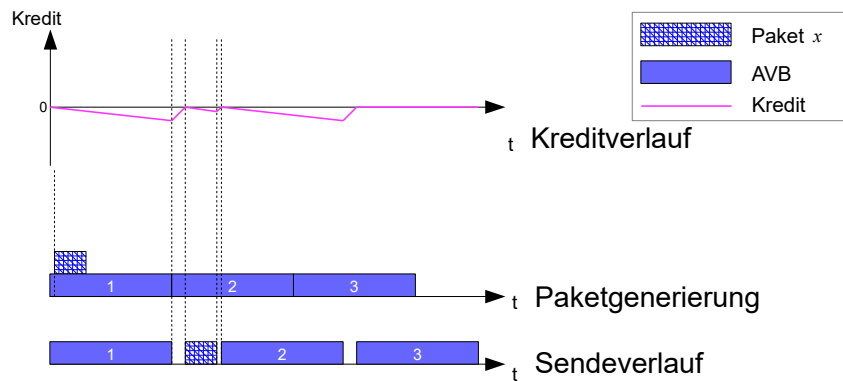 Kredit
Paket x
AVB
Kredit
0
t Kreditverlauf
1 2 3
t Paketgenerierung
1 2 3
t Sendeverlauf